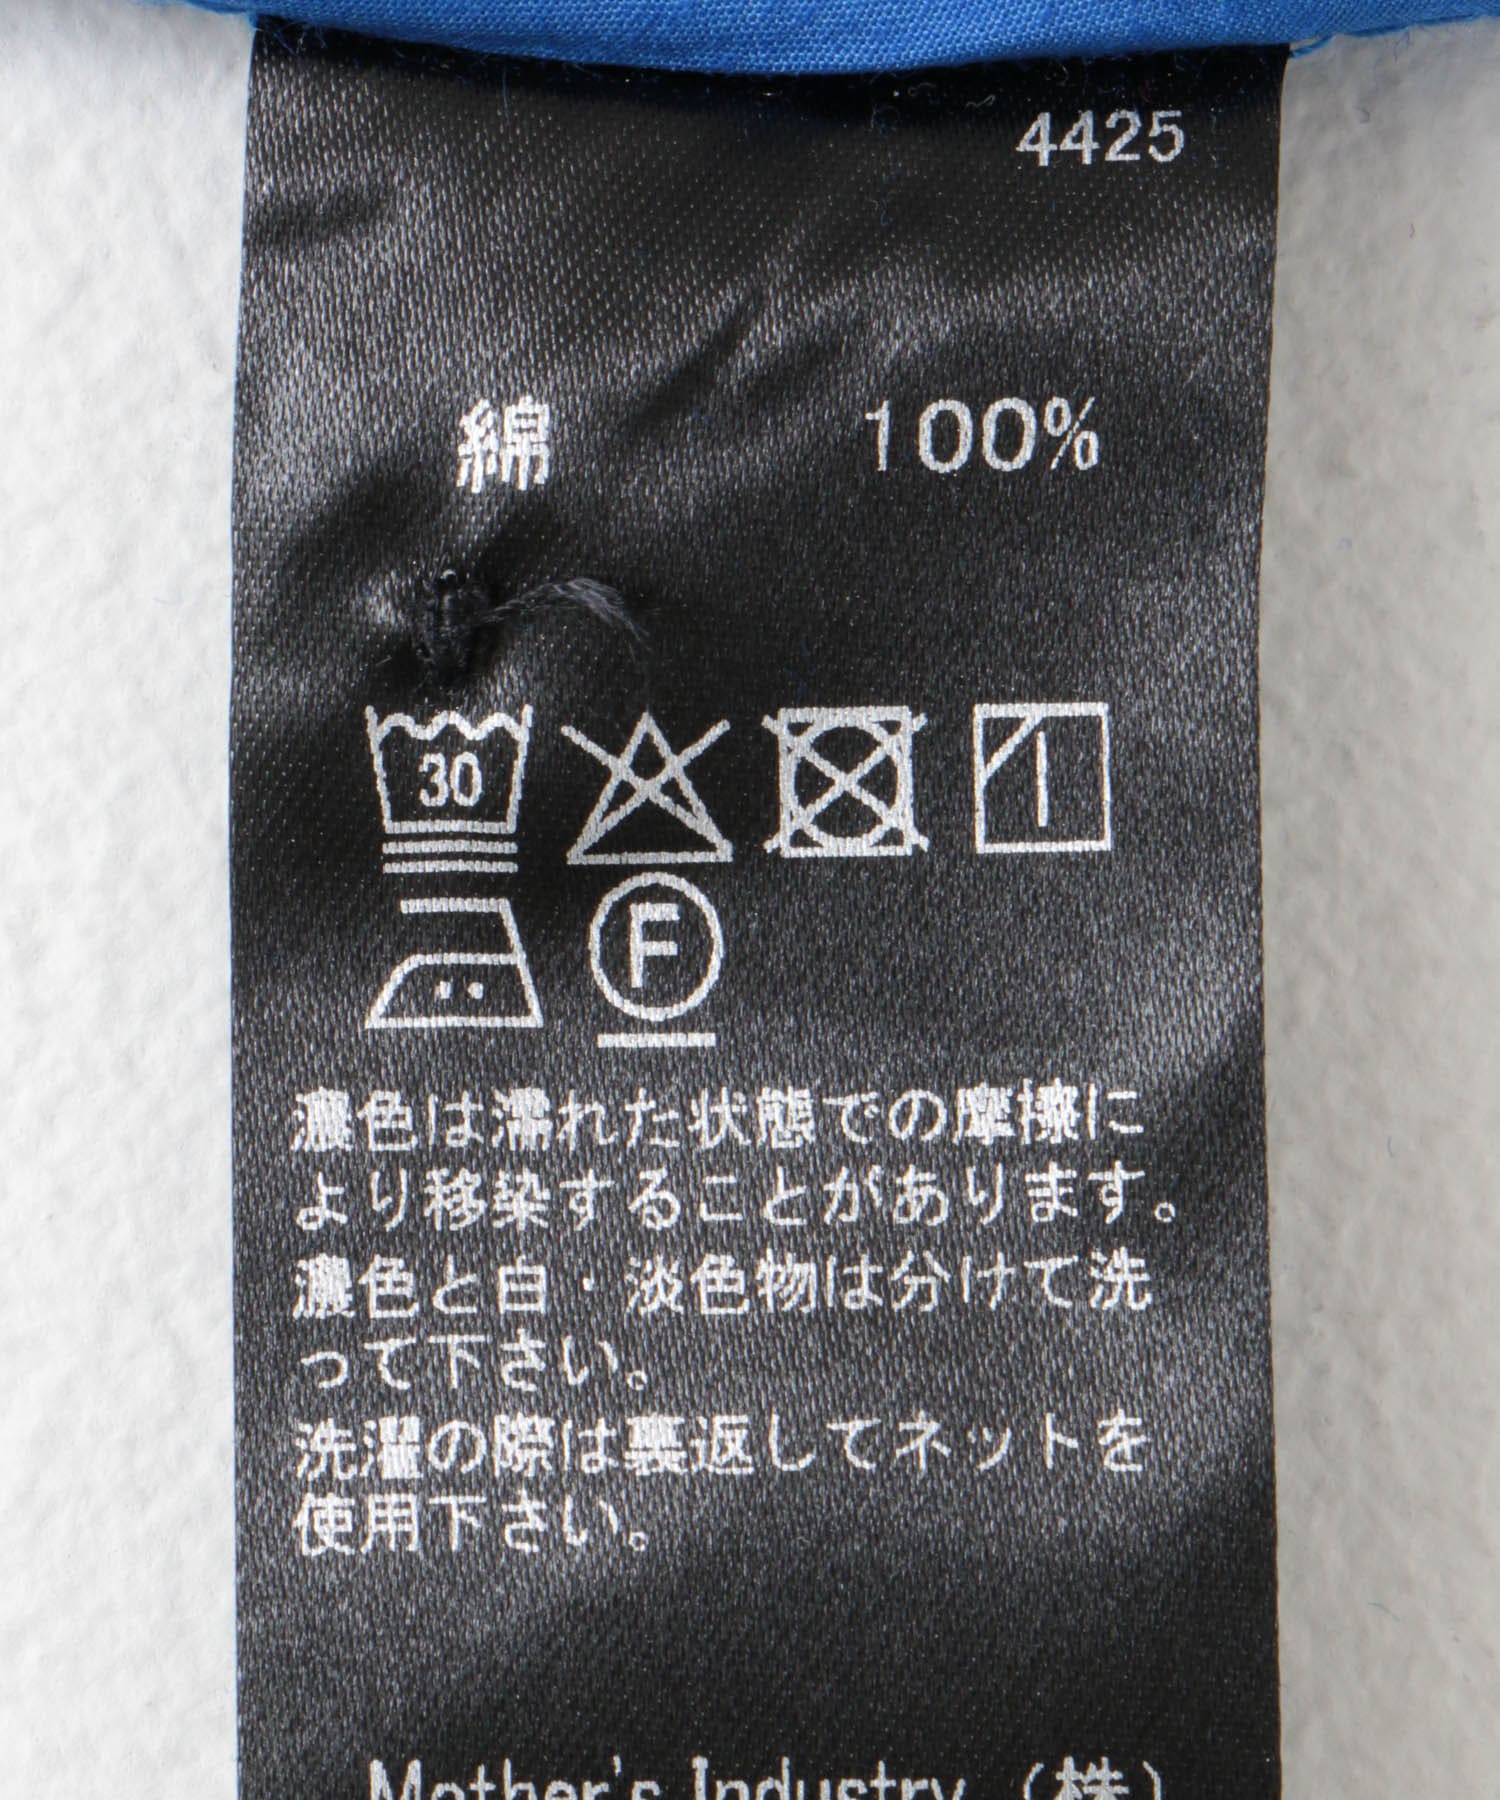 4425
綿 100%
30
F
濃色は濡れた状態での摩擦に
より移染することがあります。
濃色と白・淡色物は分けて洗
って下さい。
洗濯の際は裏返してネットを
使用下さい。
Mother's Industry (株)